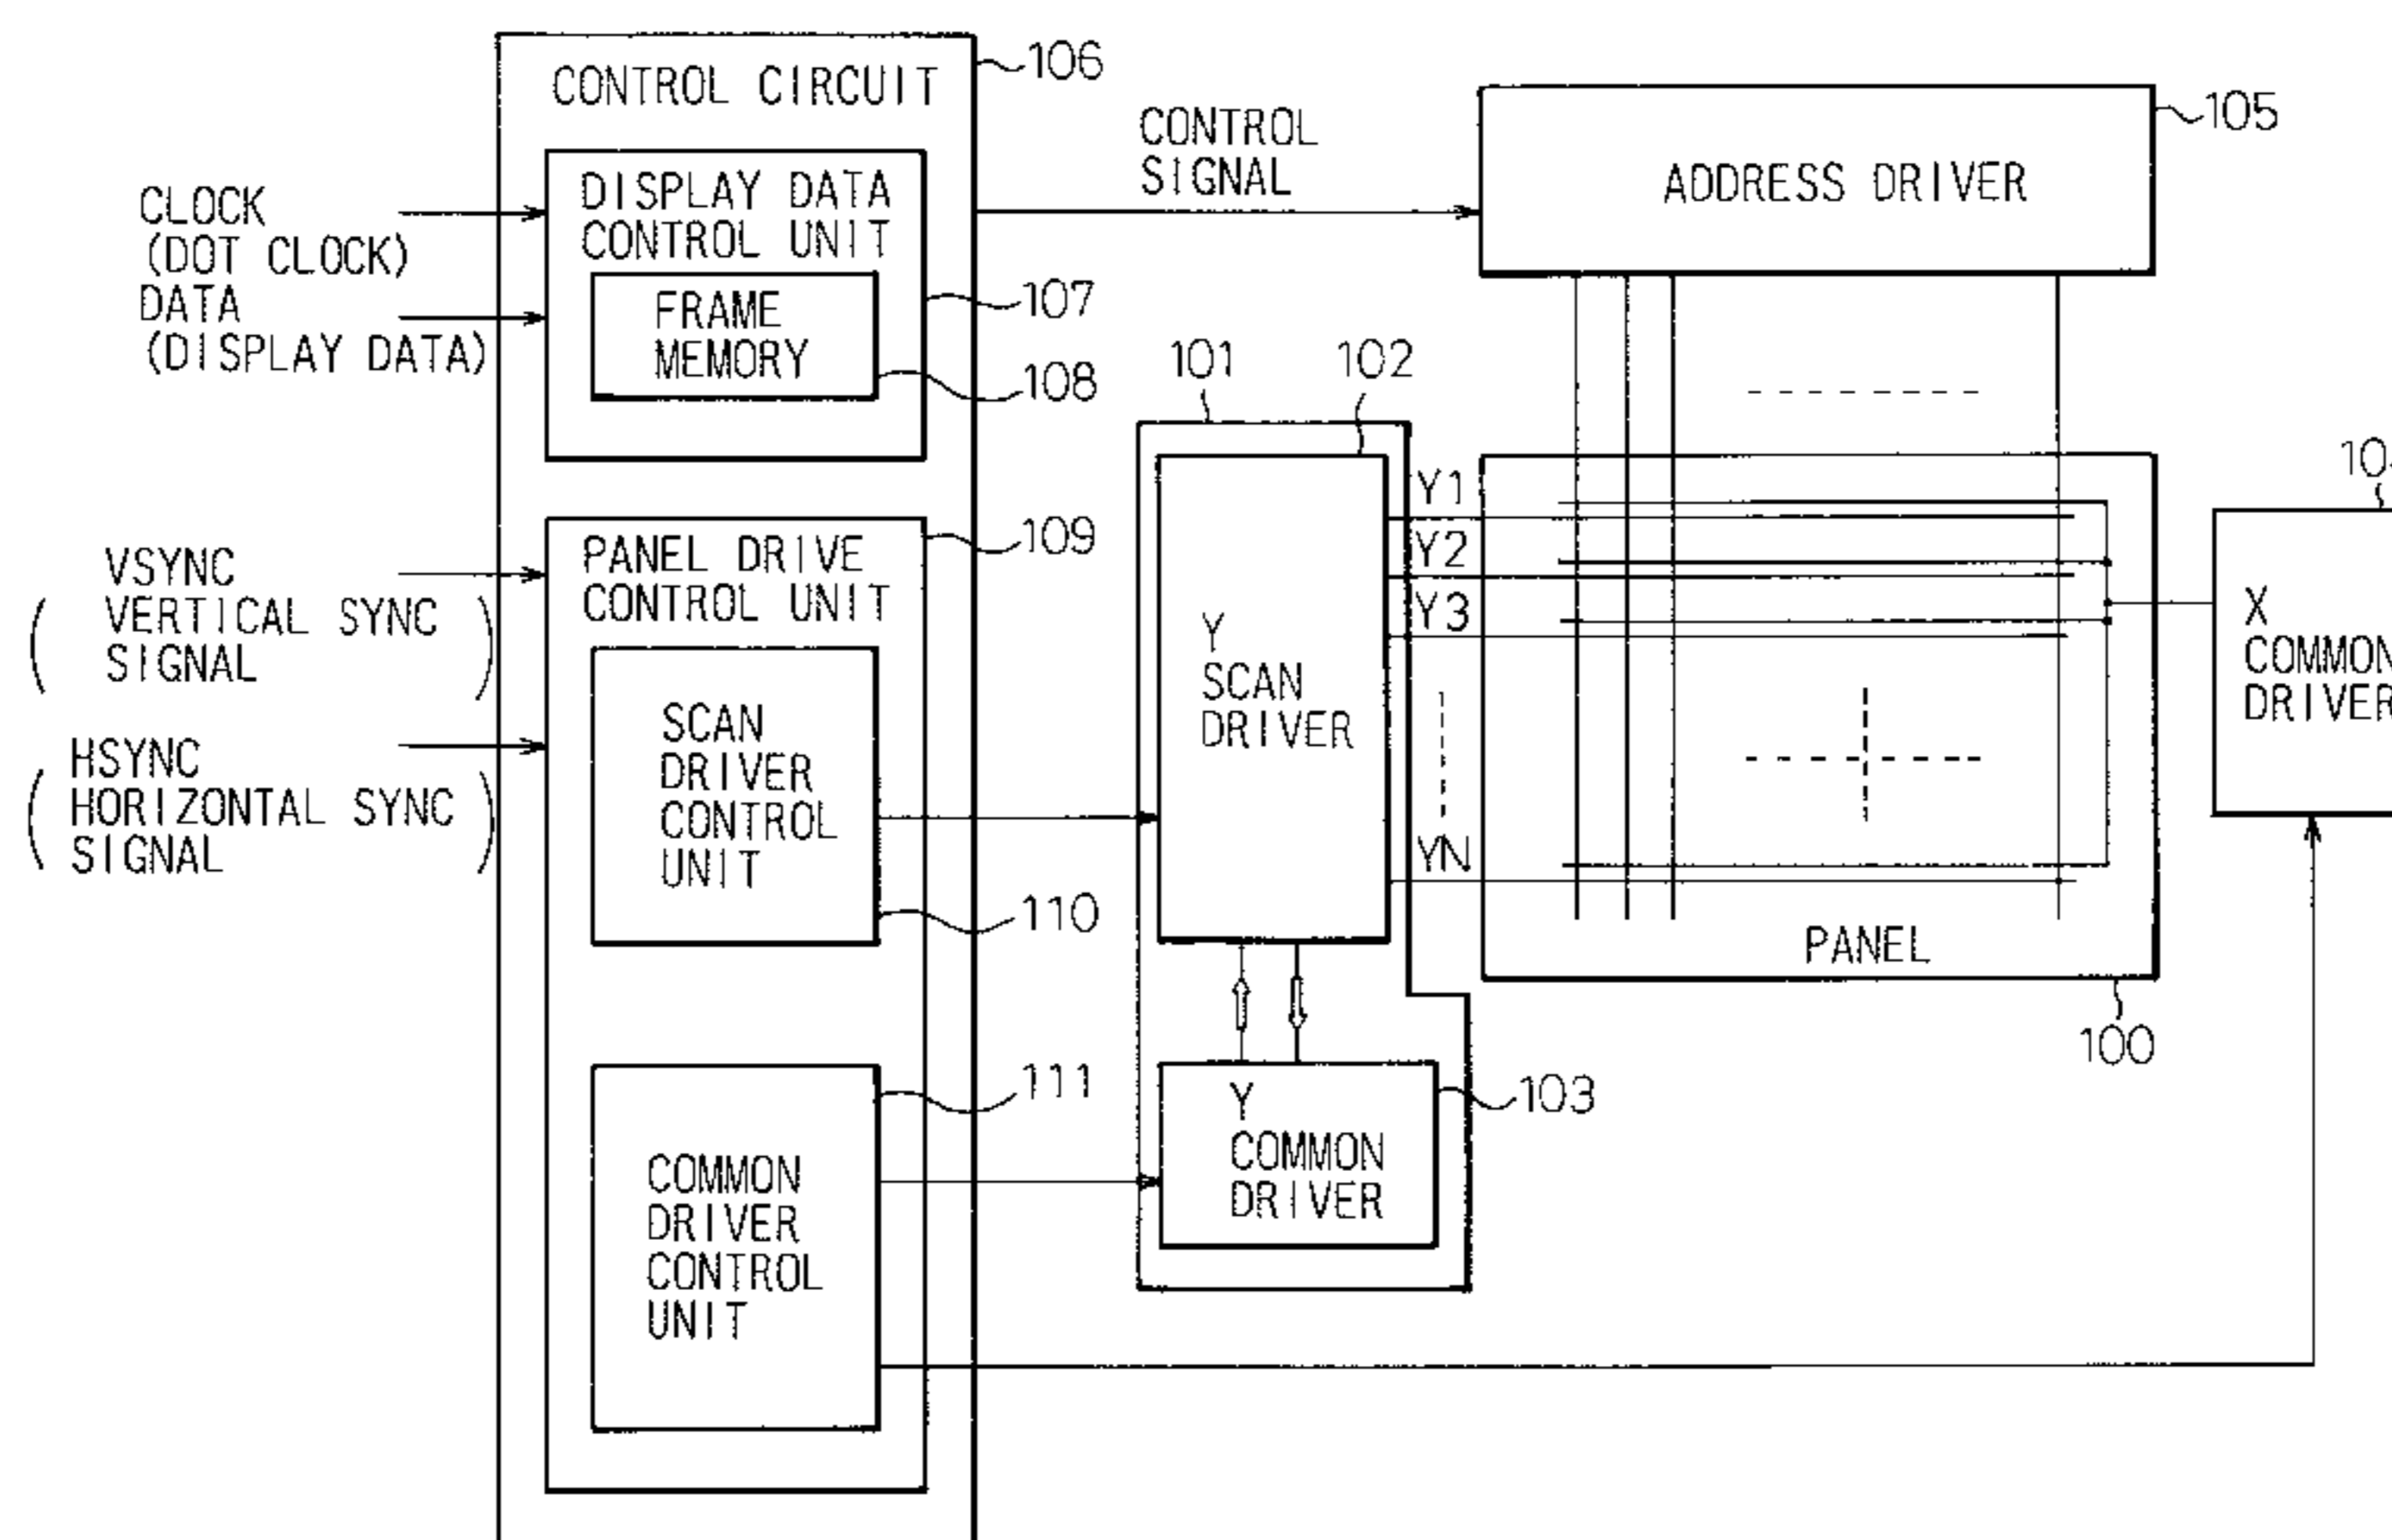 CONTROL CIRCUIT
106
DISPLAY DATA
CONTROL UNIT
107
FRAME
MEMORY
108
CLOCK
(DOT CLOCK)
DATA
(DISPLAY DATA)
CONTROL
SIGNAL
ADDRESS DRIVER
105
VSYNC
VERTICAL SYNC
SIGNAL
HSYNC
HORIZONTAL SYNC
SIGNAL
PANEL DRIVE
CONTROL UNIT
109
SCAN
DRIVER
CONTROL
UNIT
110
111
COMMON
DRIVER
CONTROL
UNIT
101
102
Y
SCAN
DRIVER
Y1
Y2
Y3
YN
Y
COMMON
DRIVER
103
PANEL
100
X
COMMON
DRIVER